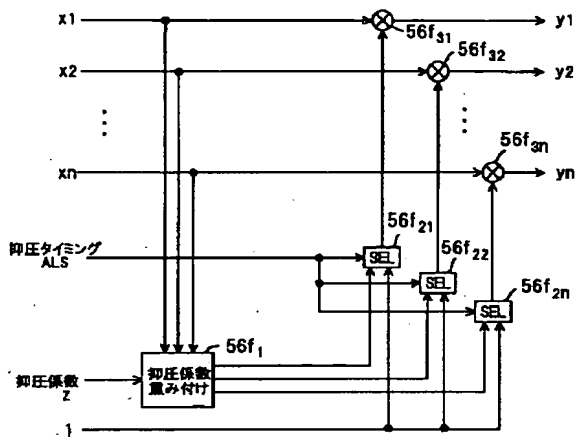 x1
56f31
y1
x2
56f32
y2
xn
56f3n
yn
抑圧タイミング
ALS
SEL
56f21
SEL
56f22
SEL
56f2n
56f1
抑圧係数
Z
抑圧係数
重み付け
1